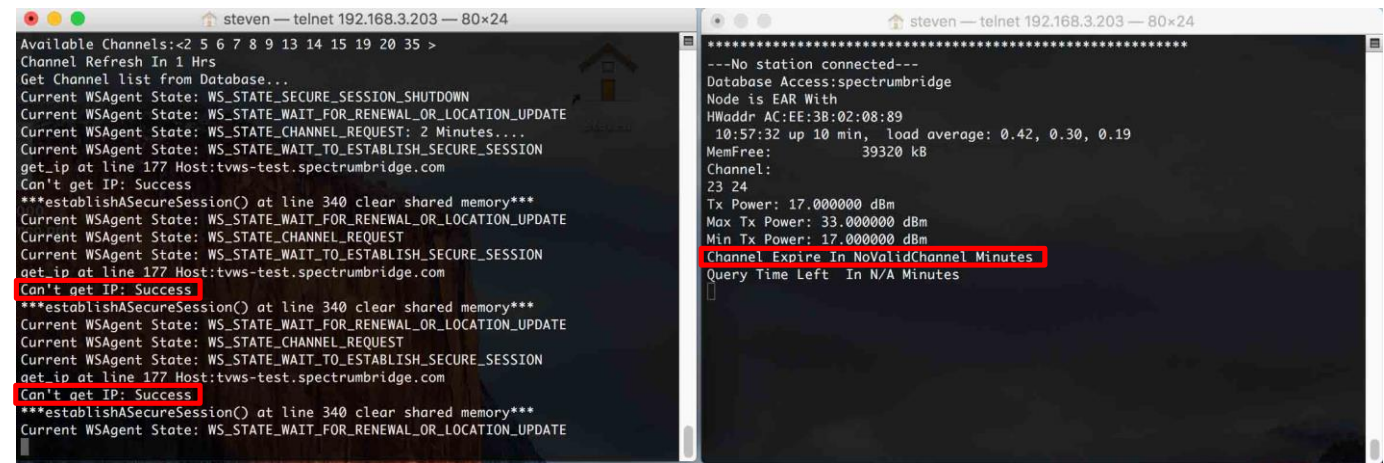 steven — telnet 192.168.3.203 — 80×24
Available Channels:<2 5 6 7 8 9 13 14 15 19 20 35 >
Channel Refresh In 1 Hrs
Get Channel list from Database...
Current WSAgent State: WS_STATE_SECURE_SESSION_SHUTDOWN
Current WSAgent State: WS_STATE_WAIT_FOR_RENEWAL_OR_LOCATION_UPDATE
Current WSAgent State: WS_STATE_CHANNEL_REQUEST: 2 Minutes....
Current WSAgent State: WS_STATE_WAIT_TO_ESTABLISH_SECURE_SESSION
get_ip at line 177 Host:tvws-test.spectrumbridge.com
Can't get IP: Success
***establishASecureSession() at line 340 clear shared memory***
Current WSAgent State: WS_STATE_WAIT_FOR_RENEWAL_OR_LOCATION_UPDATE
Current WSAgent State: WS_STATE_CHANNEL_REQUEST
Current WSAgent State: WS_STATE_WAIT_TO_ESTABLISH_SECURE_SESSION
get_ip at line 177 Host:tvws-test.spectrumbridge.com
Can't get IP: Success
***establishASecureSession() at line 340 clear shared memory***
Current WSAgent State: WS_STATE_WAIT_FOR_RENEWAL_OR_LOCATION_UPDATE
Current WSAgent State: WS_STATE_CHANNEL_REQUEST
Current WSAgent State: WS_STATE_WAIT_TO_ESTABLISH_SECURE_SESSION
get_ip at line 177 Host:tvws-test.spectrumbridge.com
Can't get IP: Success
***establishASecureSession() at line 340 clear shared memory***
Current WSAgent State: WS_STATE_WAIT_FOR_RENEWAL_OR_LOCATION_UPDATE
steven — telnet 192.168.3.203 — 80×24
***********************************************************
---No station connected---
Database Access:spectrumbridge
Node is EAR With
HWaddr AC:EE:3B:02:08:89
10:57:32 up 10 min, load average: 0.42, 0.30, 0.19
MemFree: 39320 kB
Channel:
23 24
Tx Power: 17.000000 dBm
Max Tx Power: 33.000000 dBm
Min Tx Power: 17.000000 dBm
Channel Expire In NoValidChannel Minutes
Query Time Left In N/A Minutes